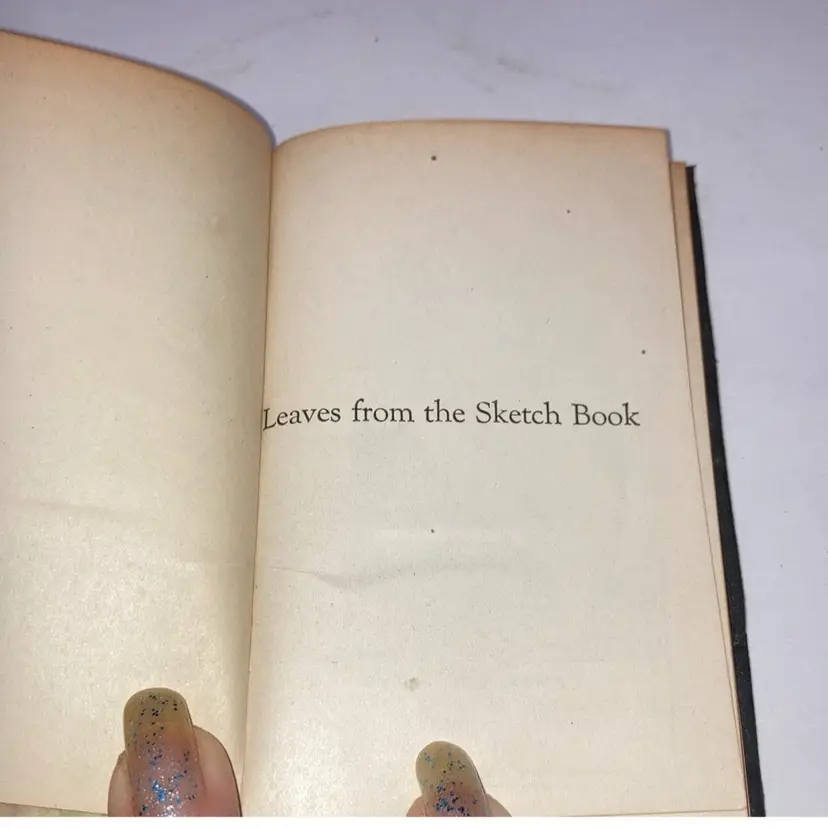 Leaves from the Sketch Book